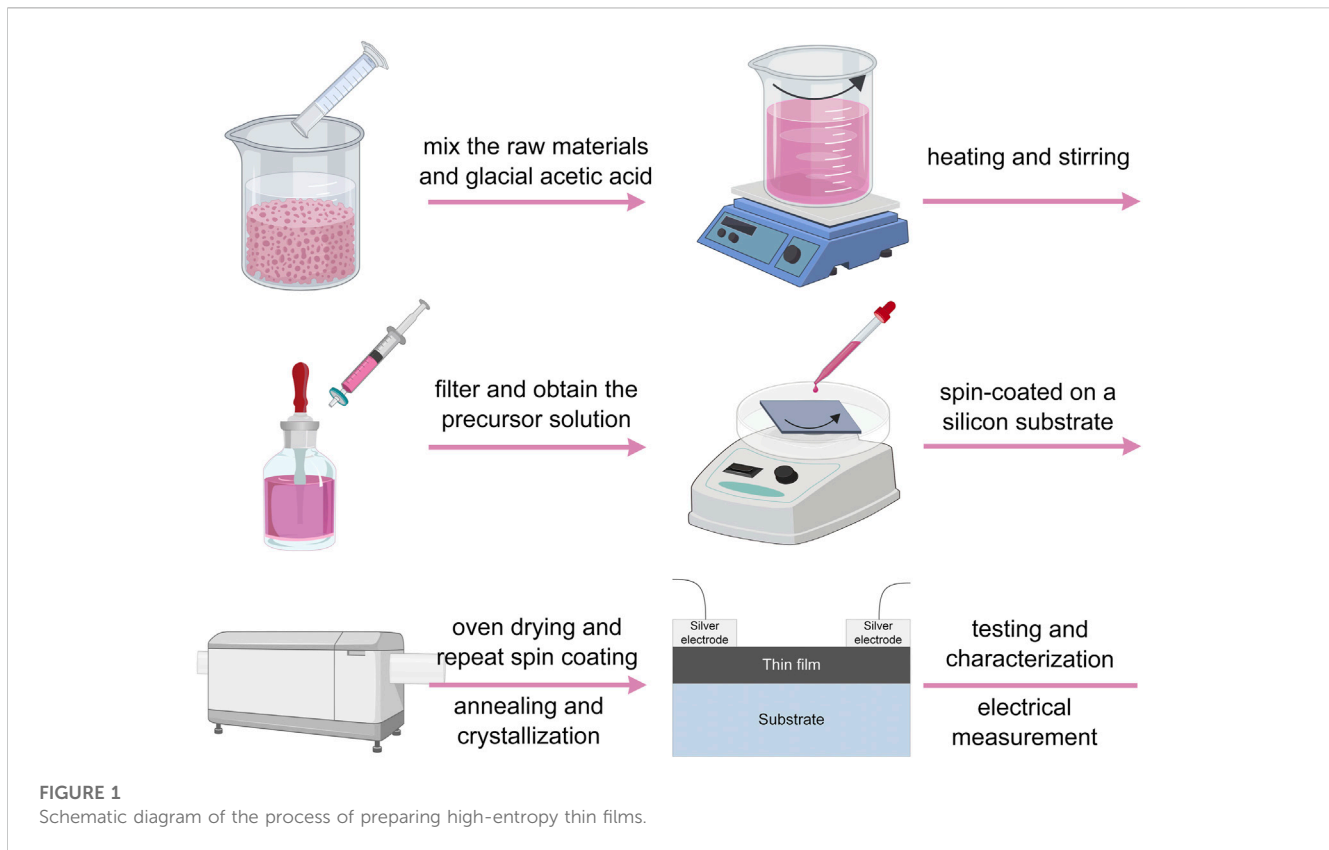 mix the raw materials
and glacial acetic acid
heating and stirring
filter and obtain the
precursor solution
spin-coated on a
silicon substrate
oven drying and
repeat spin coating
annealing and
crystallization
Silver
electrode
Silver
electrode
Thin film
Substrate
testing and
characterization
electrical
measurement
FIGURE 1
Schematic diagram of the process of preparing high-entropy thin films.